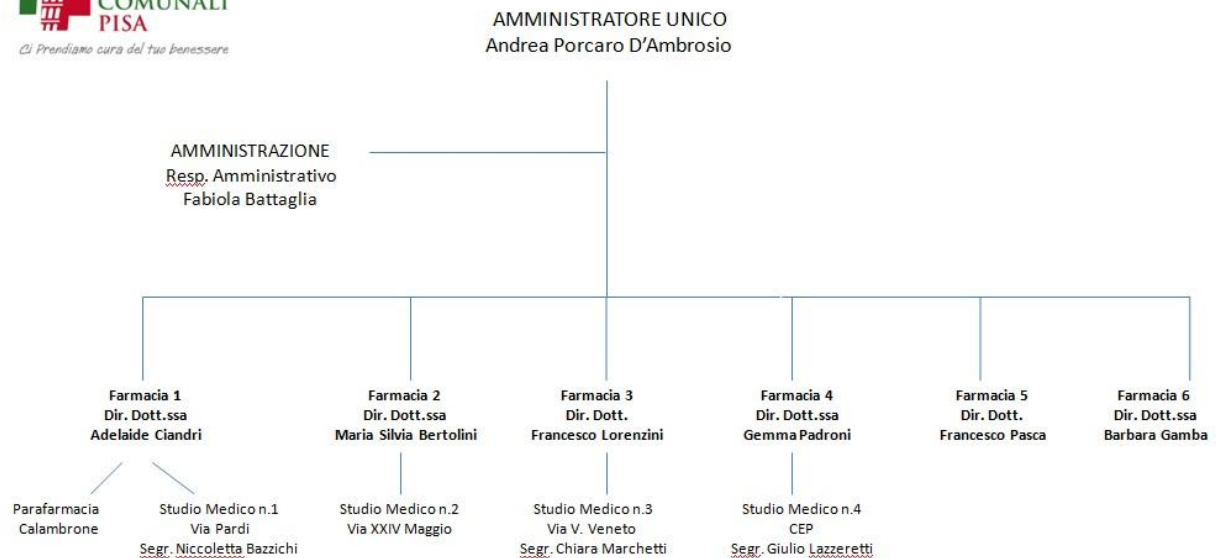 COMUNALI
PISA
Ci Prendiamo cura del tuo benessere
AMMINISTRATORE UNICO
Andrea Porcaro D'Ambrosio
AMMINISTRAZIONE
Resp. Amministrativo
Fabiola Battaglia
Farmacia 1
Dir. Dott.ssa
Adelaide Ciandri
Farmacia 2
Dir. Dott.ssa
Maria Silvia Bertolini
Farmacia 3
Dir. Dott.
Francesco Lorenzini
Farmacia 4
Dir. Dott.ssa
Gemma Padroni
Farmacia 5
Dir. Dott.
Francesco Pasca
Farmacia 6
Dir. Dott.ssa
Barbara Gamba
Parafarmacia
Calambrone
Studio Medico n.1
Via Pardi
Segr. Niccoletta Bazzichi
Studio Medico n.2
Via XXIV Maggio
Studio Medico n.3
Via V. Veneto
Segr. Chiara Marchetti
Studio Medico n.4
CEP
Segr. Giulio Lazzeretti